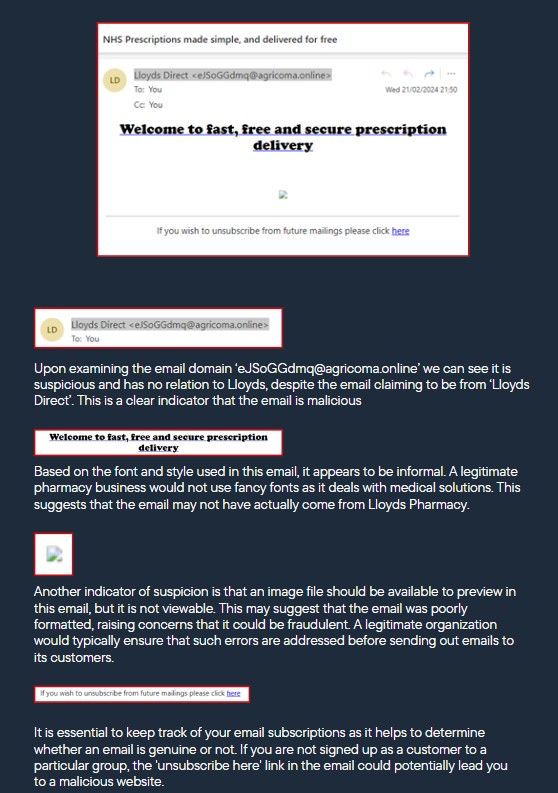 NHS Prescriptions made simple, and delivered for free
LD
Lloyds Direct <eJSoGGdmq@agricoma.online>
To: You
Wed 21/02/2024 21:50
Cc: You
Welcome to fast, free and secure prescription
delivery
If you wish to unsubscribe from future mailings please click here
LD
Lloyds Direct <eJSoGGdmq@agricoma.online>
To: You
Upon examining the email domain ‘eJSoGGdmq@agricoma.online’ we can see it is
suspicious and has no relation to Lloyds, despite the email claiming to be from ‘Lloyds
Direct’. This is a clear indicator that the email is malicious
Welcome to fast, free and secure prescription
delivery
Based on the font and style used in this email, it appears to be informal. A legitimate
pharmacy business would not use fancy fonts as it deals with medical solutions. This
suggests that the email may not have actually come from Lloyds Pharmacy.
Another indicator of suspicion is that an image file should be available to preview in
this email, but it is not viewable. This may suggest that the email was poorly
formatted, raising concerns that it could be fraudulent. A legitimate organization
would typically ensure that such errors are addressed before sending out emails to
its customers.
If you wish to unsubscribe from future mailings please click here
It is essential to keep track of your email subscriptions as it helps to determine
whether an email is genuine or not. If you are not signed up as a customer to a
particular group, the 'unsubscribe here' link in the email could potentially lead you
to a malicious website.